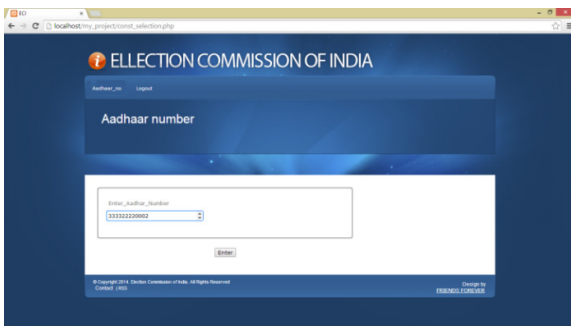 ECI
localhost/my_project/const_selection.php
ELLECTION COMMISSION OF INDIA
Aadhaar_no Logout
Aadhaar number
Enter_Aadhar_Number
333322220002
Enter
© Copyright 2014. Election Commission of India. All Rights Reserved
Design by
Contact
FRIENDS FOREVER